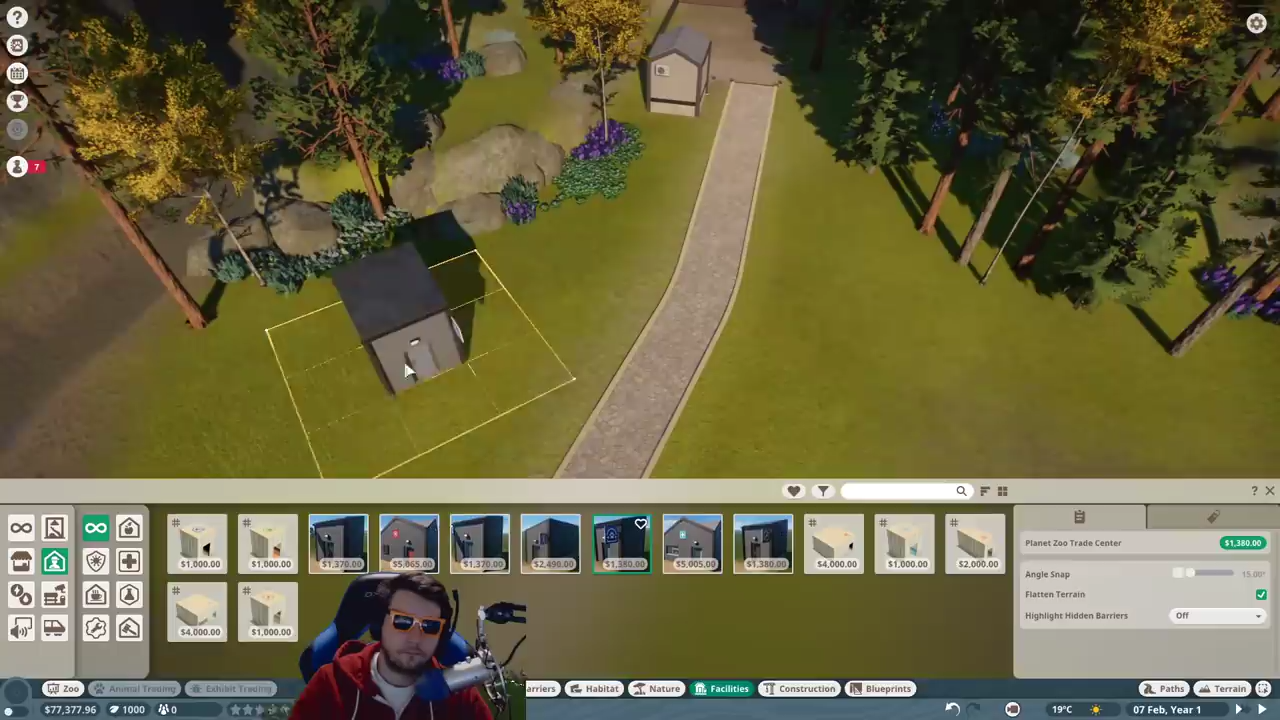 ?
7
?
# $1,000.00
# $1,000.00
$1,370.00
$5,065.00
$1,370.00
$2,499.00
$1,380.00
$5,005.00
$1,380.00
# $4,000.00
# $1,000.00
# $2,000.00
# $4,000.00
# $1,000.00
Planet Zoo Trade Center $1,380.00
Angle Snap 15.00°
Flatten Terrain
Highlight Hidden Barriers Off
Zoo
Animal Trading
Exhibit Trading
arriers
Habitat
Nature
Facilities
Construction
Blueprints
Paths
Terrain
$77,377.96
1000
0
19°C
07 Feb, Year 1